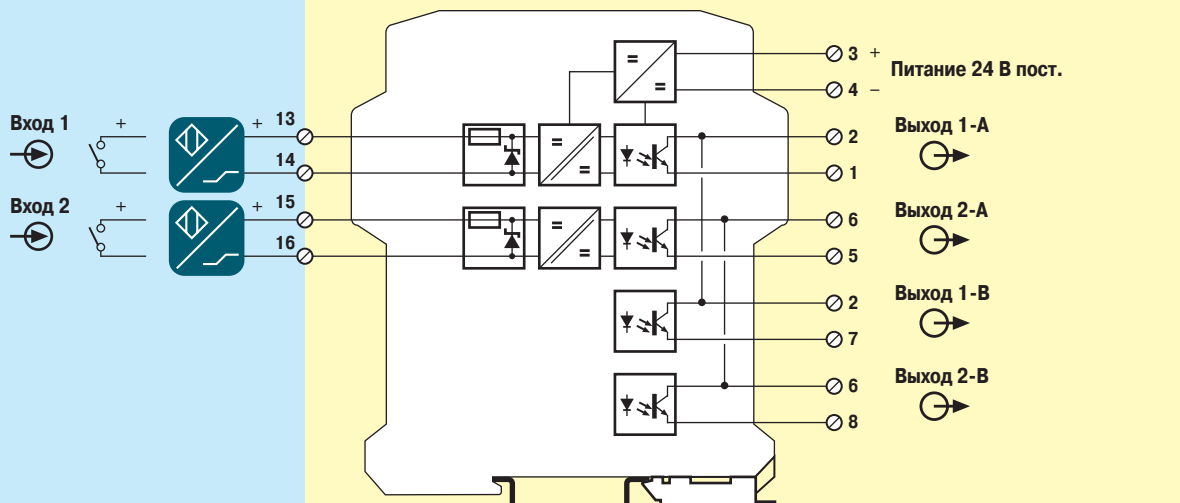 3 +
Питание 24 В пост.
4 –
Вход 1
+
+ 13
14
2
Выход 1-A
1
Вход 2
+
+ 15
16
6
Выход 2-A
5
2
Выход 1-B
7
6
Выход 2-B
8